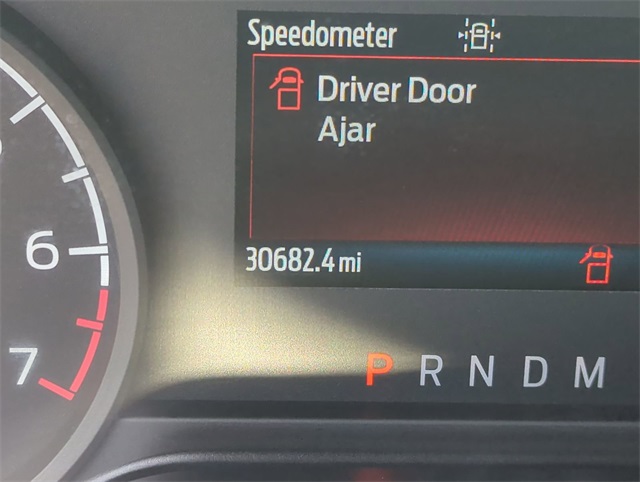 Speedometer
Driver Door
Ajar
6
30682.4 mi
7
P R N D M